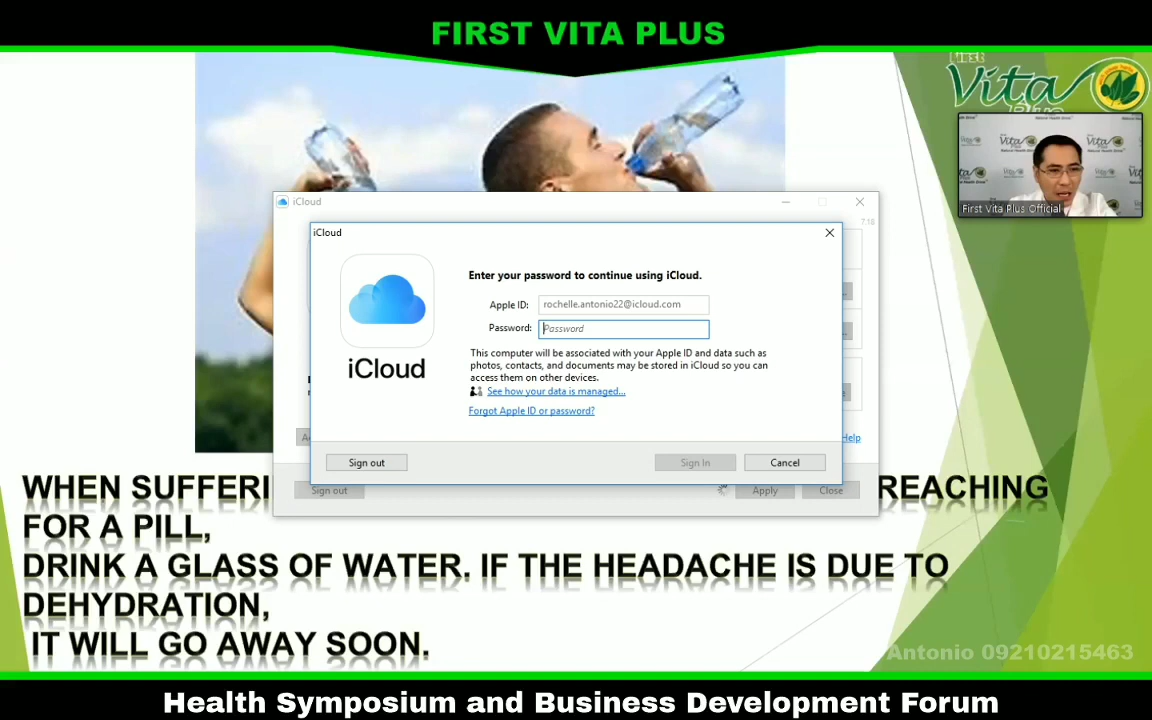 FIRST VITA PLUS
First
Vita
Plus
First Vita Plus Official
iCloud
7.18
iCloud
Enter your password to continue using iCloud.
Apple ID: rochelle.antonio22@icloud.com
Password: Password
This computer will be associated with your Apple ID and data such as
photos, contacts, and documents may be stored in iCloud so you can
access them on other devices.
See how your data is managed...
Forgot Apple ID or password?
iCloud
Help
Sign out Sign In Cancel
Sign out Apply Close
WHEN SUFFERI REACHING
FOR A PILL,
DRINK A GLASS OF WATER. IF THE HEADACHE IS DUE TO
DEHYDRATION,
IT WILL GO AWAY SOON.
Antonio 09210215463
Health Symposium and Business Development Forum